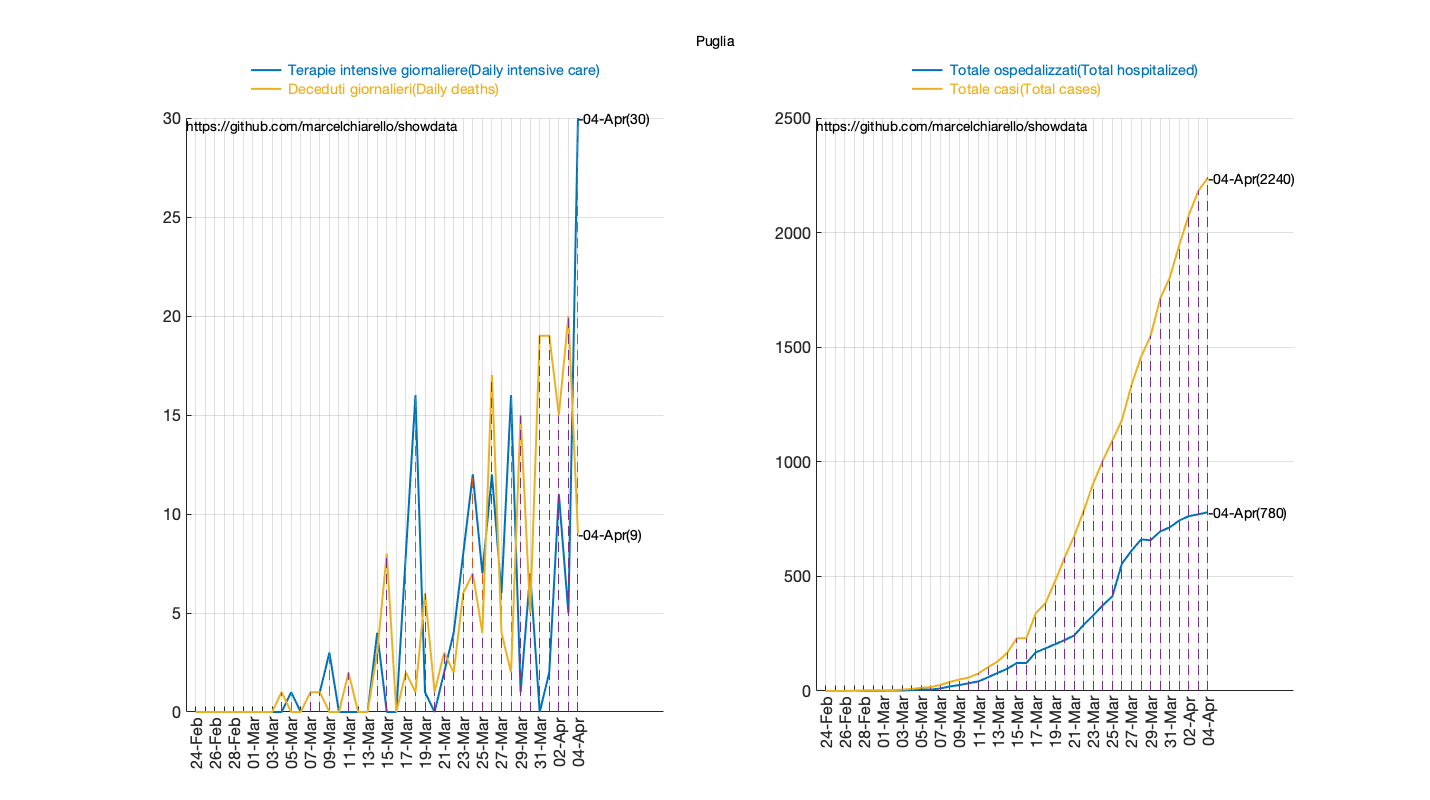 Puglia
Terapie intensive giornaliere(Daily intensive care)
Deceduti giornalieri(Daily deaths)
https://github.com/marcelchiarello/showdata
30
25
20
15
10
5
0
-04-Apr(30)
-04-Apr(9)
24-Feb
26-Feb
28-Feb
01-Mar
03-Mar
05-Mar
07-Mar
09-Mar
11-Mar
13-Mar
15-Mar
17-Mar
19-Mar
21-Mar
23-Mar
25-Mar
27-Mar
29-Mar
31-Mar
02-Apr
04-Apr
Totale ospedalizzati(Total hospitalized)
Totale casi(Total cases)
https://github.com/marcelchiarello/showdata
2500
2000
1500
1000
500
0
-04-Apr(2240)
-04-Apr(780)
24-Feb
26-Feb
28-Feb
01-Mar
03-Mar
05-Mar
07-Mar
09-Mar
11-Mar
13-Mar
15-Mar
17-Mar
19-Mar
21-Mar
23-Mar
25-Mar
27-Mar
29-Mar
31-Mar
02-Apr
04-Apr